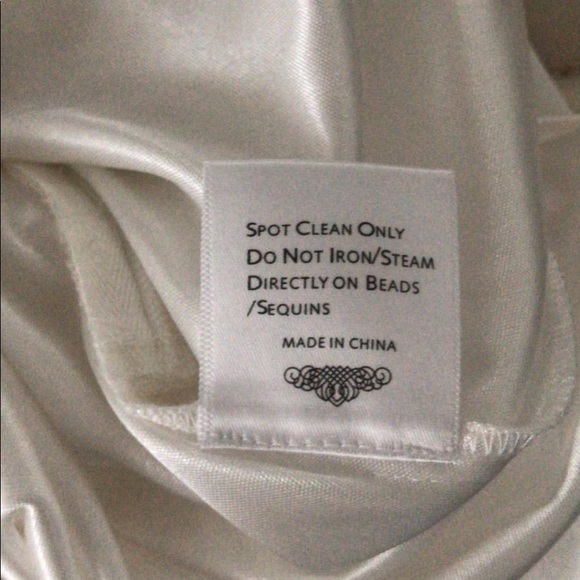 SPOT CLEAN ONLY
DO NOT IRON/STEAM
DIRECTLY ON BEADS
/SEQUINS
MADE IN CHINA